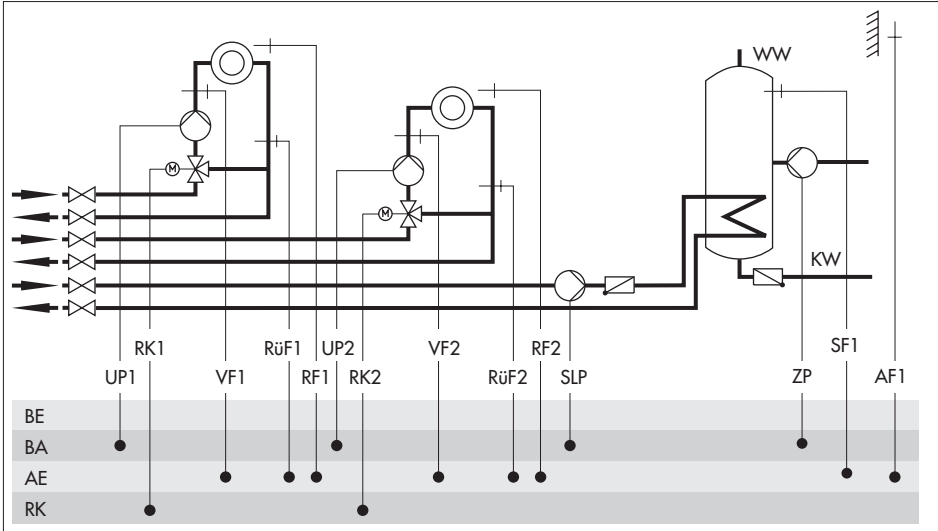 WW
M
M
KW
RK1
RüF1
UP2
VF2
RF2
SF1
UP1
VF1
RF1
RK2
RüF2
SLP
ZP
AF1
BE
BA
AE
RK